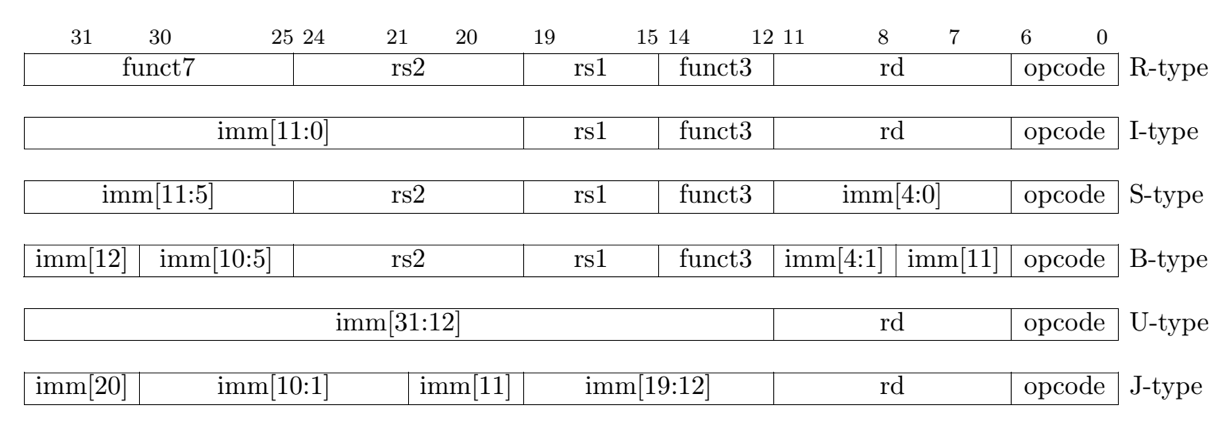 31 30 25 24 21 20 19 15 14 12 11 8 7 6 0
funct7 rs2 rs1 funct3 rd opcode R-type
imm[11:0] rs1 funct3 rd opcode I-type
imm[11:5] rs2 rs1 funct3 imm[4:0] opcode S-type
imm[12] imm[10:5] rs2 rs1 funct3 imm[4:1] imm[11] opcode B-type
imm[31:12] rd opcode U-type
imm[20] imm[10:1] imm[11] imm[19:12] rd opcode J-type